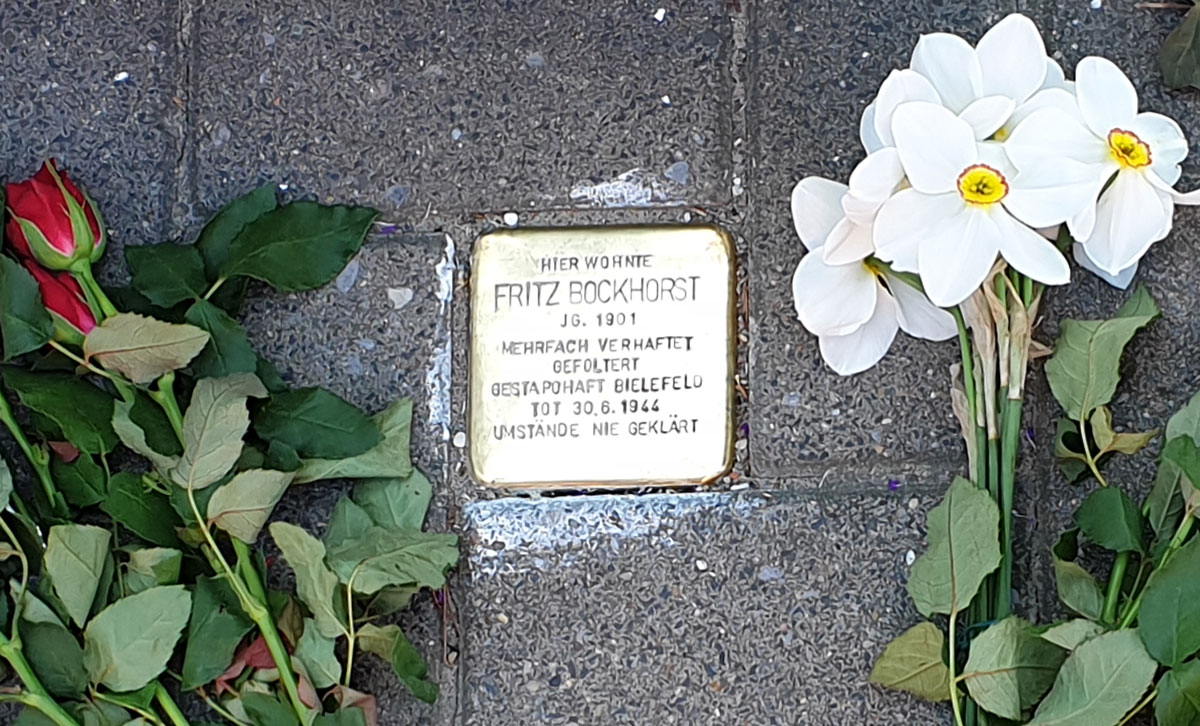 HIER WOHNTE
FRITZ BOCKHORST
JG. 1901
MEHRFACH VERHAFTET
GEFOLTERT
GESTAPOHAFT BIELEFELD
TOT 30.6.1944
UMSTÄNDE NIE GEKLÄRT